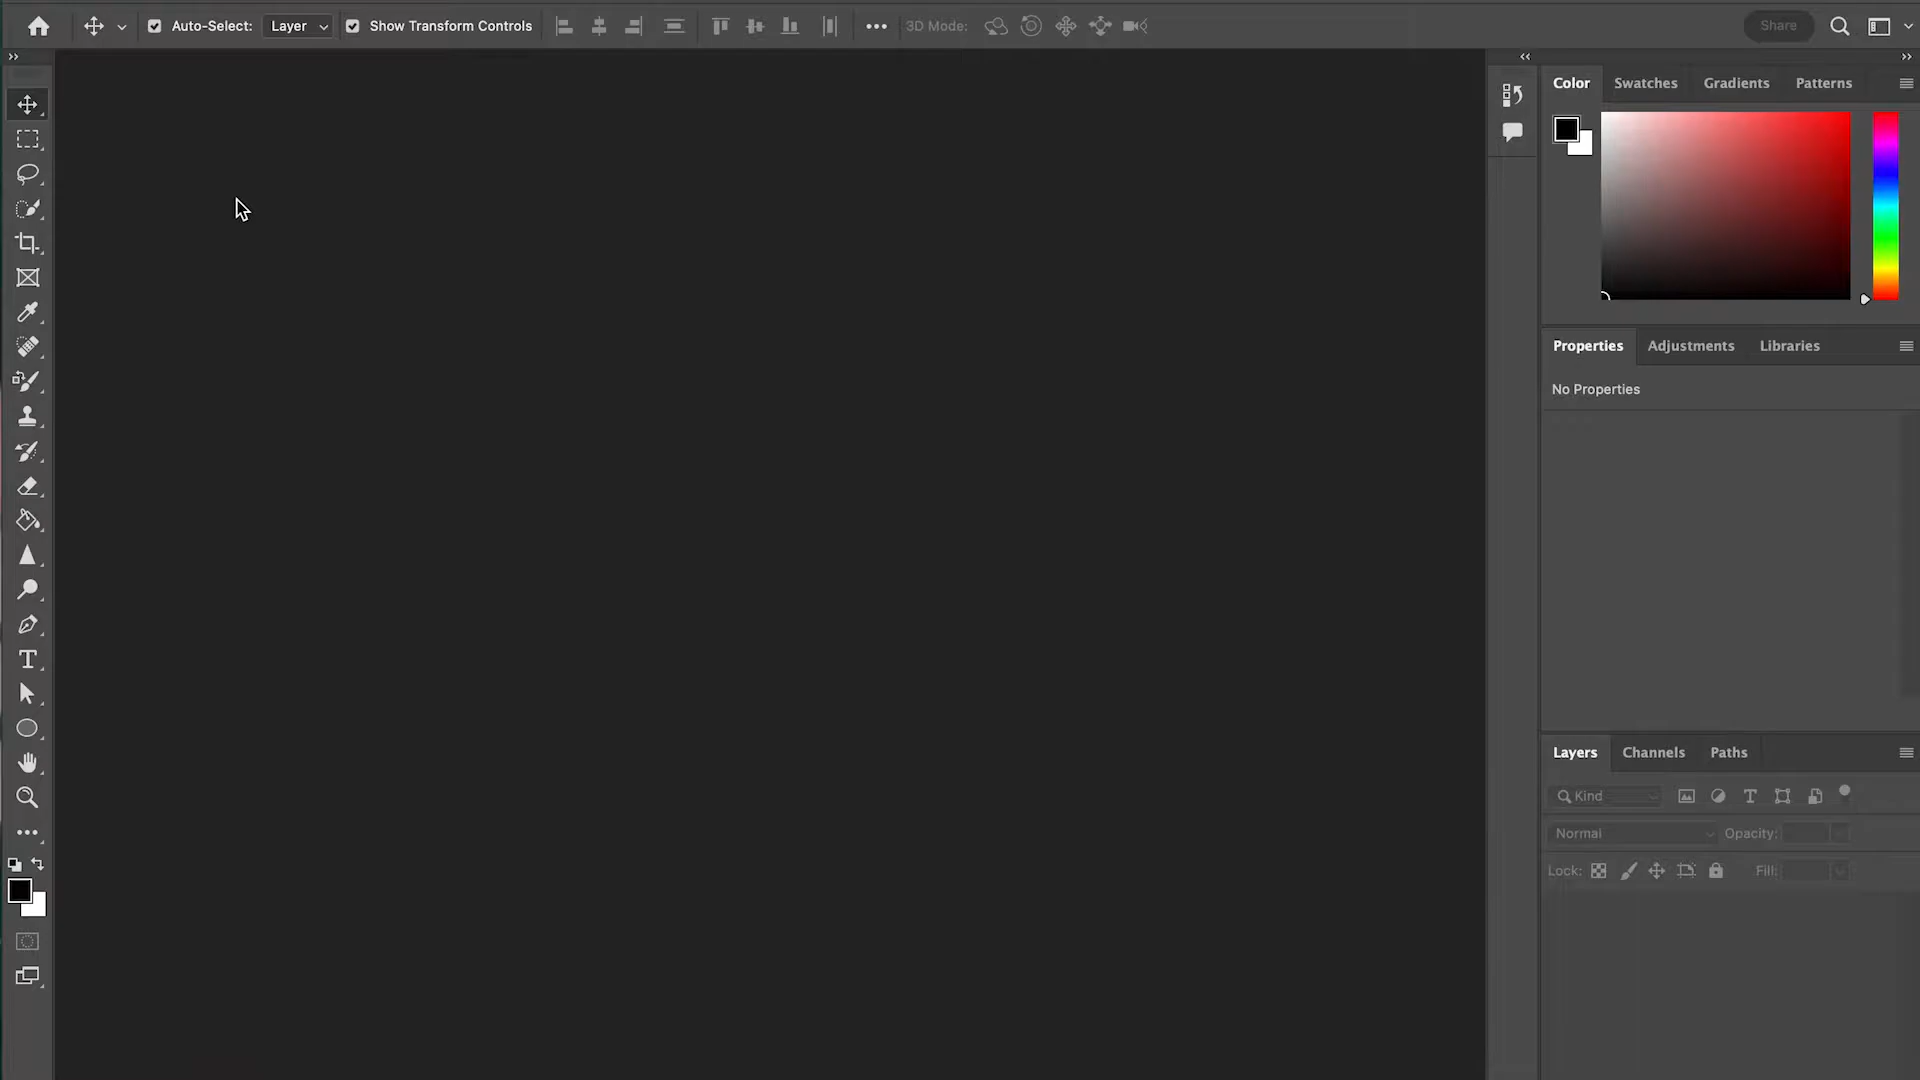 Auto-Select: Layer Show Transform Controls 3D Mode: Share
Color Swatches Gradients Patterns
Properties Adjustments Libraries
No Properties
Layers Channels Paths
Kind
Normal Opacity:
Lock: Fill: